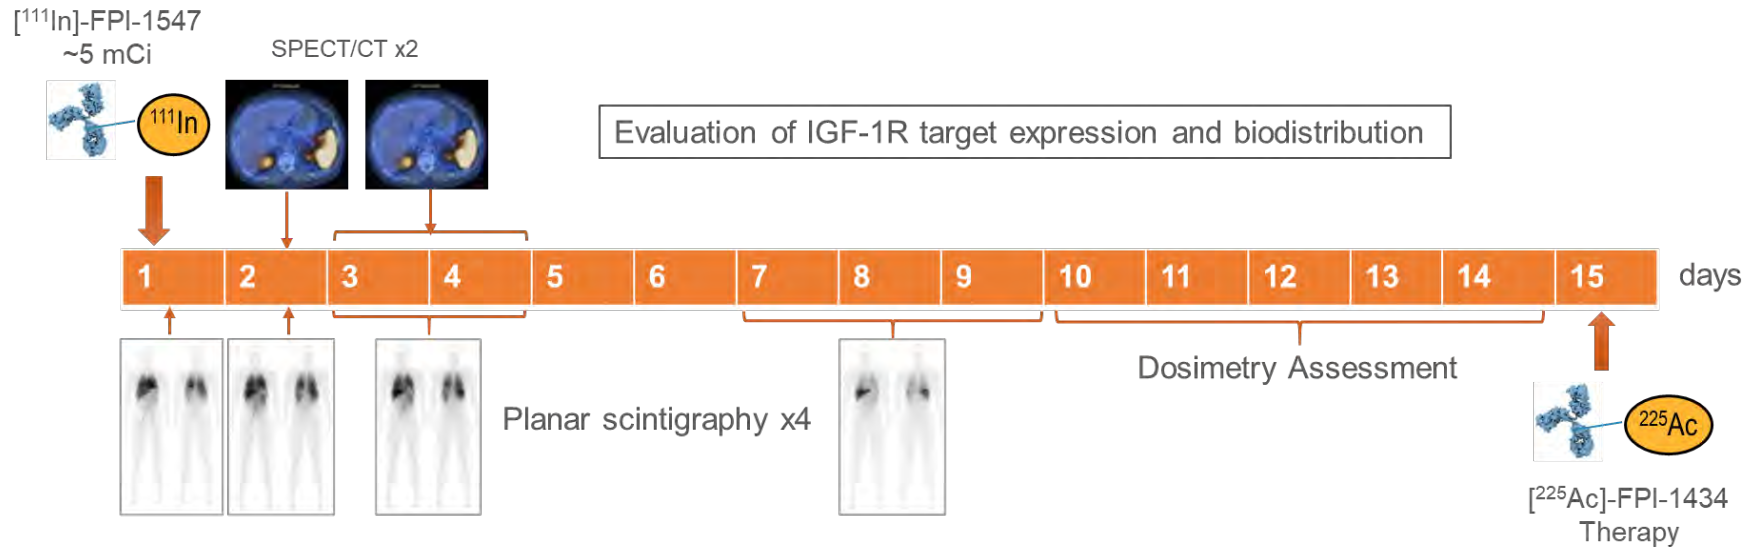 [¹¹¹In]-FPI-1547
~5 mCi
SPECT/CT x2
¹¹¹In
Evaluation of IGF-1R target expression and biodistribution
1 2 3 4 5 6 7 8 9 10 11 12 13 14 15 days
Planar scintigraphy x4
Dosimetry Assessment
²²⁵Ac
[²²⁵Ac]-FPI-1434
Therapy